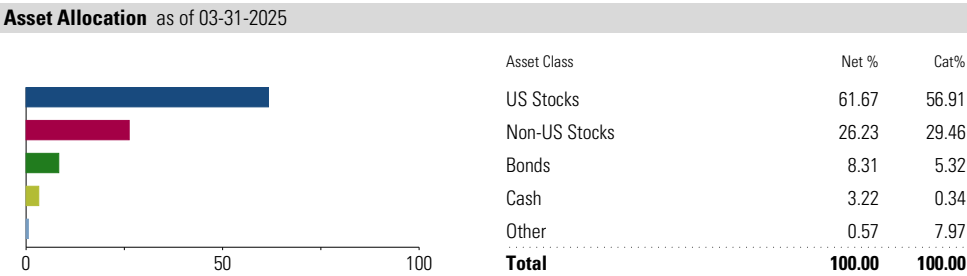 Asset Allocation as of 03-31-2025
Asset Class Net % Cat%
US Stocks 61.67 56.91
Non-US Stocks 26.23 29.46
Bonds 8.31 5.32
Cash 3.22 0.34
Other 0.57 7.97
0 50 100
Total 100.00 100.00